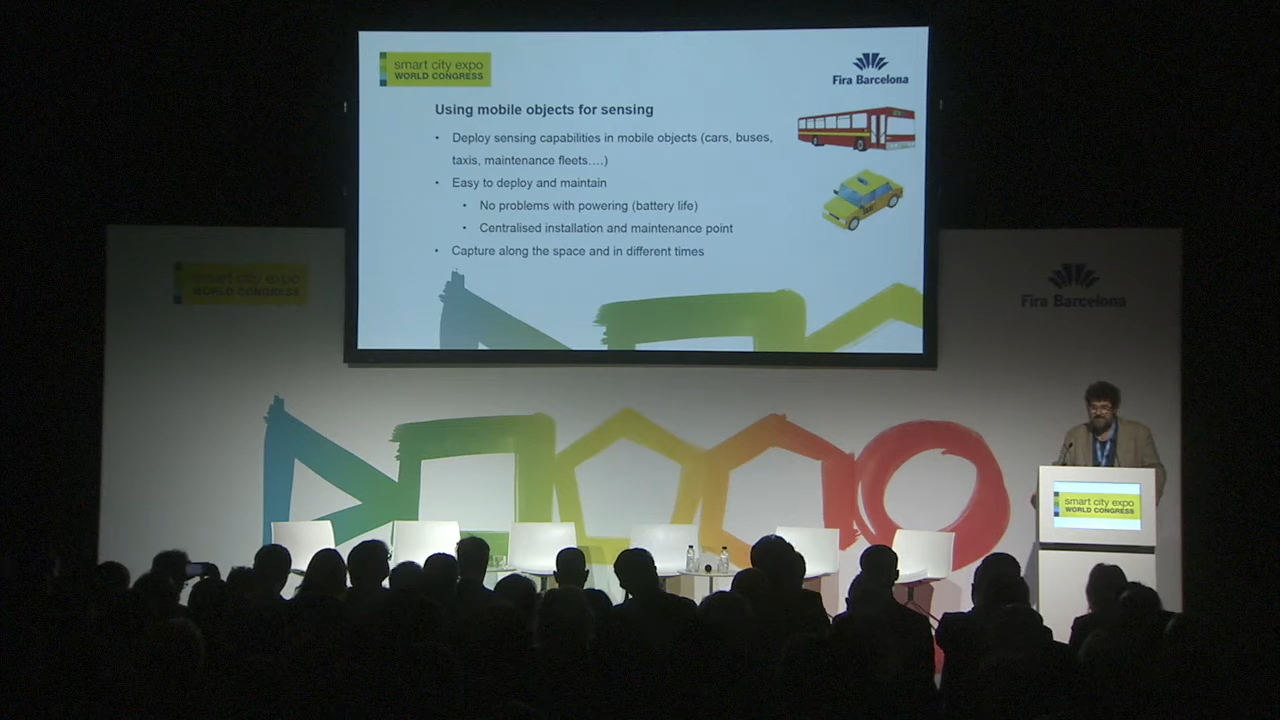 smart city expo
WORLD CONGRESS
Fira Barcelona
Using mobile objects for sensing
• Deploy sensing capabilities in mobile objects (cars, buses,
taxis, maintenance fleets….)
• Easy to deploy and maintain
• No problems with powering (battery life)
• Centralised installation and maintenance point
• Capture along the space and in different times
smart city expo
WORLD CONGRESS
Fira Barcelona
smart city expo
WORLD CONGRESS